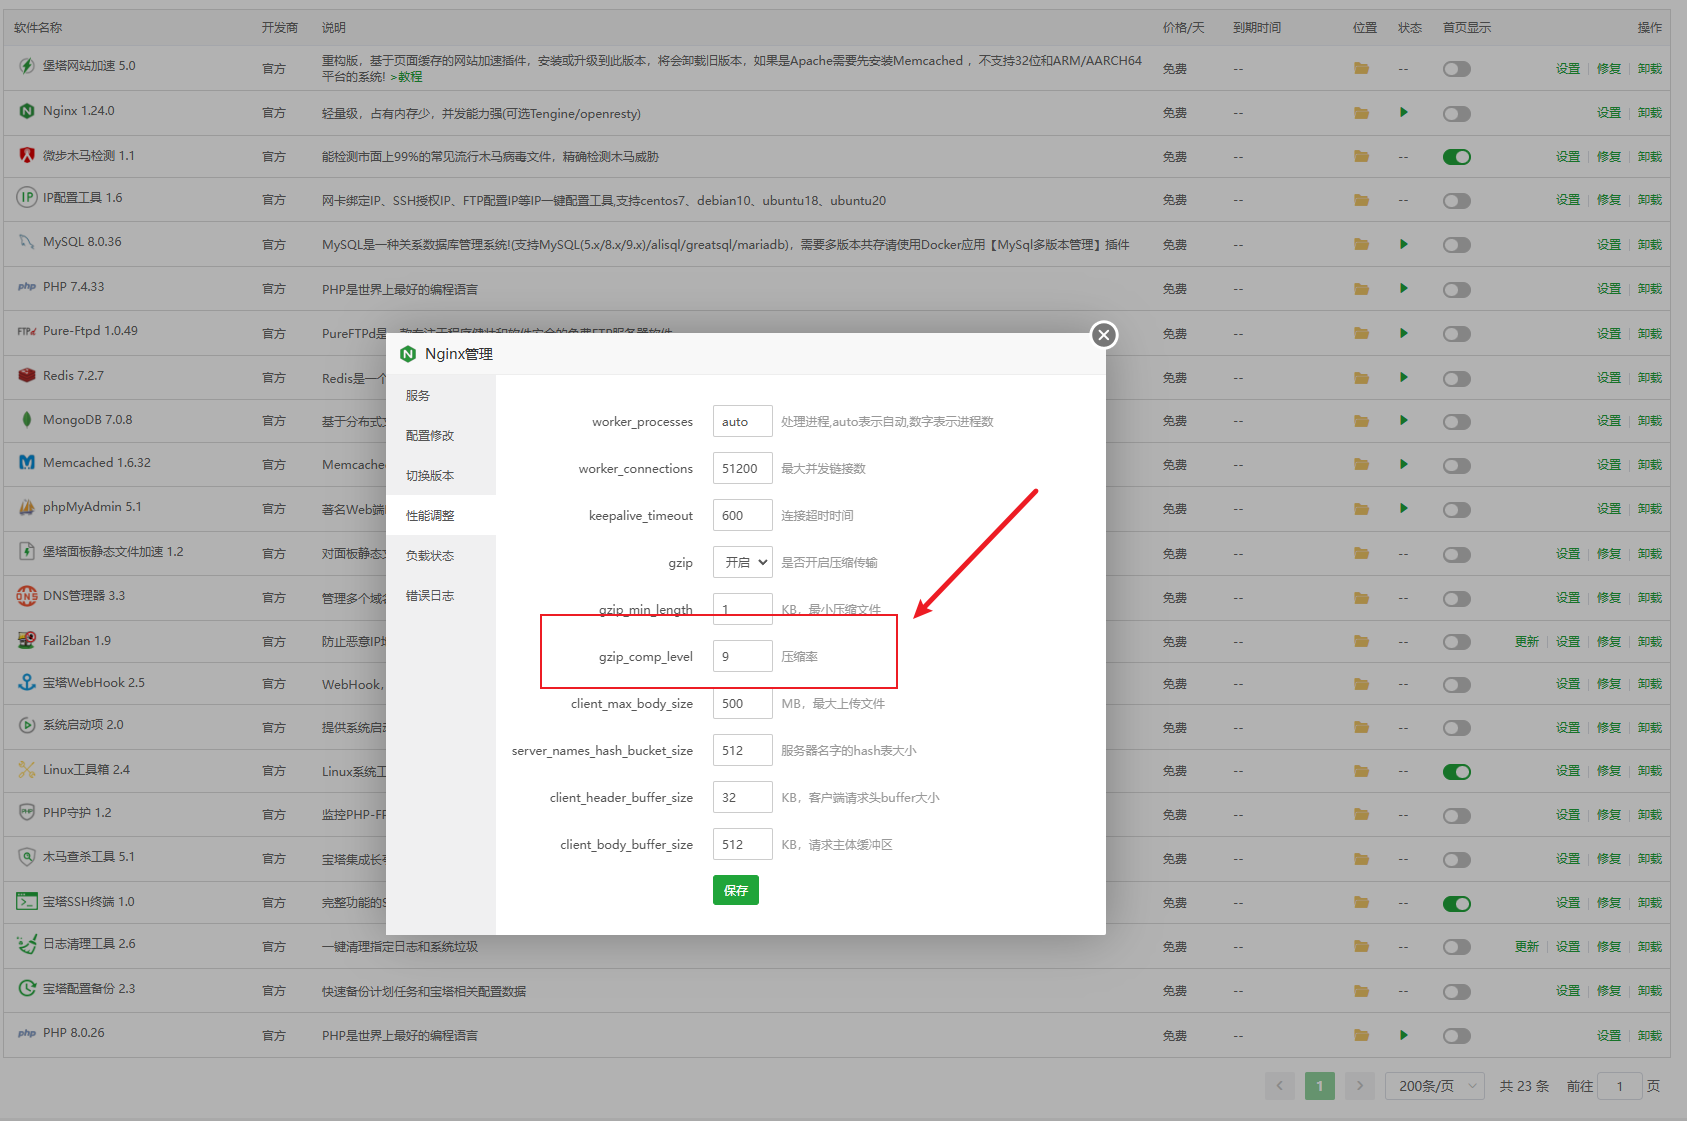 软件名称 开发商 说明 价格/天 到期时间 位置 状态 首页显示 操作
堡塔网站加速 5.0 官方 重构版，基于页面缓存的网站加速插件，安装或升级到此版本，将会卸载旧版本，如果是Apache需要先安装Memcached ，不支持32位和ARM/AARCH64 免费 -- -- 设置 修复 卸载
平台的系统! >教程
Nginx 1.24.0 官方 轻量级，占有内存少，并发能力强(可选Tengine/openresty) 免费 -- 设置 卸载
微步木马检测 1.1 官方 能检测市面上99%的常见流行木马病毒文件，精确检测木马威胁 免费 -- -- 设置 修复 卸载
IP配置工具 1.6 官方 网卡绑定IP、SSH授权IP、FTP配置IP等IP一键配置工具,支持centos7、debian10、ubuntu18、ubuntu20 免费 -- -- 设置 修复 卸载
MySQL 8.0.36 官方 MySQL是一种关系数据库管理系统!(支持MySQL(5.x/8.x/9.x)/alisql/greatsql/mariadb)，需要多版本共存请使用Docker应用【MySql多版本管理】插件 免费 -- 设置 卸载
php PHP 7.4.33 官方 PHP是世界上最好的编程语言 免费 -- 设置 卸载
Pure-Ftpd 1.0.49 官方 PureFTPd是一款专注于程序健壮和软件安全的免费FTP服务器软件 免费 -- 设置 卸载
Redis 7.2.7 官方 Redis是一个 免费 -- 设置 卸载
MongoDB 7.0.8 官方 基于分布式文 免费 -- 设置 卸载
Memcached 1.6.32 官方 Memcache 免费 -- 设置 卸载
phpMyAdmin 5.1 官方 著名Web端 免费 -- 设置 卸载
堡塔面板静态文件加速 1.2 官方 对面板静态文 免费 -- -- 设置 修复 卸载
DNS管理器 3.3 官方 管理多个域名 免费 -- -- 设置 修复 卸载
Fail2ban 1.9 官方 防止恶意IP 免费 -- -- 更新 设置 修复 卸载
宝塔WebHook 2.5 官方 WebHook， 免费 -- -- 设置 修复 卸载
系统启动项 2.0 官方 提供系统启 免费 -- -- 设置 修复 卸载
Linux工具箱 2.4 官方 Linux系统工 免费 -- -- 设置 修复 卸载
PHP守护 1.2 官方 监控PHP-FP 免费 -- -- 设置 修复 卸载
木马查杀工具 5.1 官方 宝塔集成长 免费 -- -- 设置 修复 卸载
宝塔SSH终端 1.0 官方 完整功能的S 免费 -- -- 设置 修复 卸载
日志清理工具 2.6 官方 一键清理指定日志和系统垃圾 免费 -- -- 更新 设置 修复 卸载
宝塔配置备份 2.3 官方 快速备份计划任务和宝塔相关配置数据 免费 -- -- 设置 修复 卸载
php PHP 8.0.26 官方 PHP是世界上最好的编程语言 免费 -- 设置 卸载
1 200条/页 共 23 条 前往 1 页
Nginx管理
服务
配置修改
切换版本
性能调整
负载状态
错误日志
worker_processes auto 处理进程,auto表示自动,数字表示进程数
worker_connections 51200 最大并发链接数
keepalive_timeout 600 连接超时时间
gzip 开启 是否开启压缩传输
gzip_min_length 1 KB，最小压缩文件
gzip_comp_level 9 压缩率
client_max_body_size 500 MB，最大上传文件
server_names_hash_bucket_size 512 服务器名字的hash表大小
client_header_buffer_size 32 KB，客户端请求头buffer大小
client_body_buffer_size 512 KB，请求主体缓冲区
保存